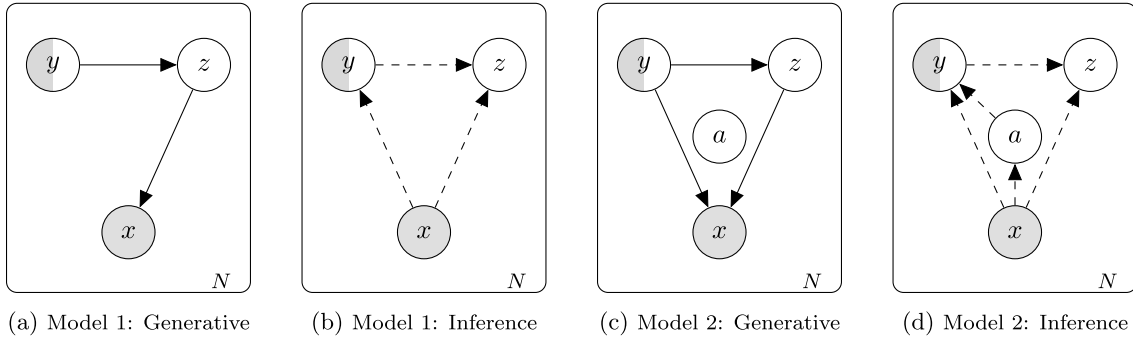 y z x N
y z x N
y z a x N
y z a x N
(a) Model 1: Generative
(b) Model 1: Inference
(c) Model 2: Generative
(d) Model 2: Inference